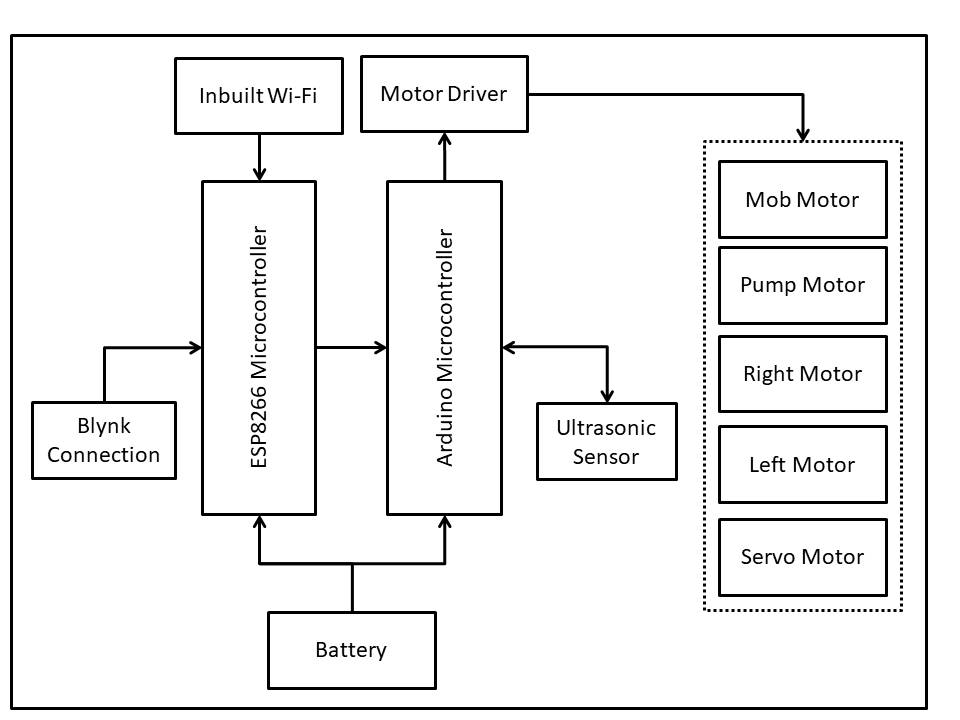 Inbuilt Wi-Fi
Motor Driver
Mob Motor
Pump Motor
Right Motor
Left Motor
Servo Motor
ESP8266 Microcontroller
Arduino Microcontroller
Blynk
Connection
Ultrasonic
Sensor
Battery